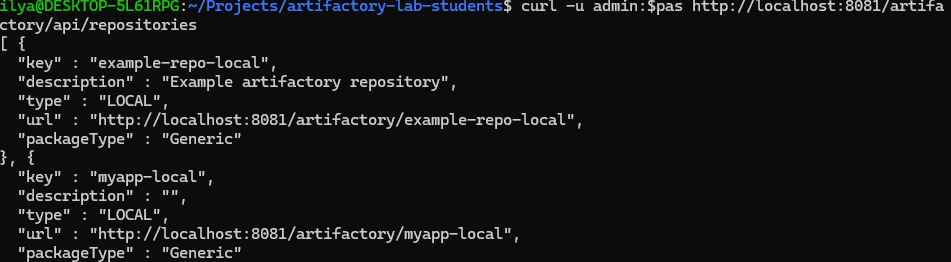 ilya@DESKTOP-5L61RPG:~/Projects/artifactory-lab-students$ curl -u admin:$pas http://localhost:8081/artifa
ctory/api/repositories
[ {
  "key" : "example-repo-local",
  "description" : "Example artifactory repository",
  "type" : "LOCAL",
  "url" : "http://localhost:8081/artifactory/example-repo-local",
  "packageType" : "Generic"
}, {
  "key" : "myapp-local",
  "description" : "",
  "type" : "LOCAL",
  "url" : "http://localhost:8081/artifactory/myapp-local",
  "packageType" : "Generic"